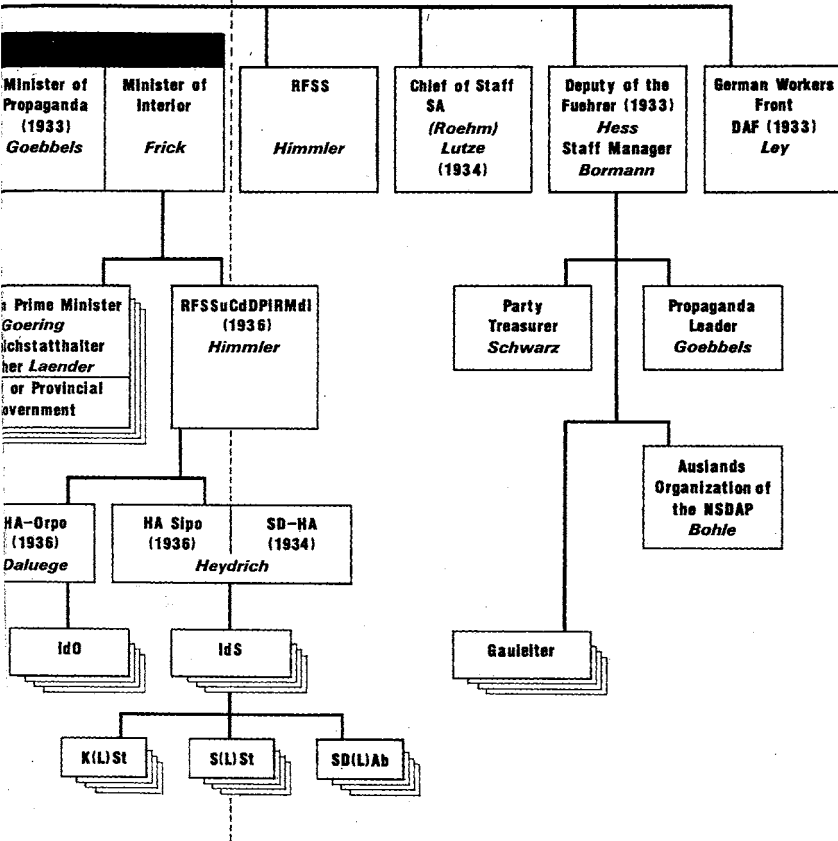 Minister of
Propaganda
(1933)
Goebbels
Minister of
Interior
Frick
RFSS
Himmler
Chief of Staff
SA
(Roehm)
Lutze
(1934)
Deputy of the
Fuehrer (1933)
Hess
Staff Manager
Bormann
German Workers
Front
DAF (1933)
Ley
Prime Minister
Goering
ichstatthalter
her Laender
or Provincial
overnment
RFSSuCdDPiRMdI
(1936)
Himmler
Party
Treasurer
Schwarz
Propaganda
Leader
Goebbels
Auslands
Organization of
the NSDAP
Bohle
HA-Orpo
(1936)
Daluege
HA Sipo
(1936)
SD-HA
(1934)
Heydrich
IdO
IdS
Gauleiter
K(L)St
S(L)St
SD(L)Ab